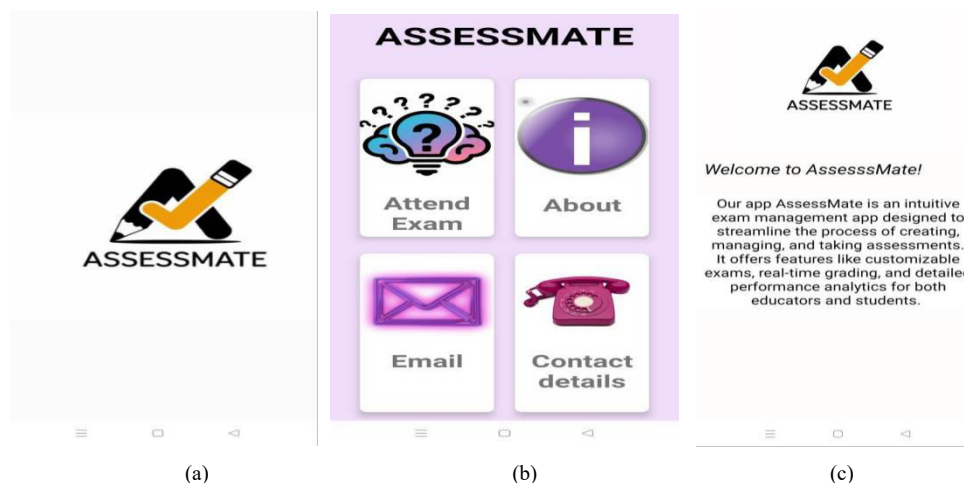 ASSESSMATE
ASSESSMATE
Attend
Exam
About
Email
Contact
details
ASSESSMATE
Welcome to AssesssMate!
Our app AssessMate is an intuitive
exam management app designed to
streamline the process of creating,
managing, and taking assessments.
It offers features like customizable
exams, real-time grading, and detaile
performance analytics for both
educators and students.
(a)
(b)
(c)